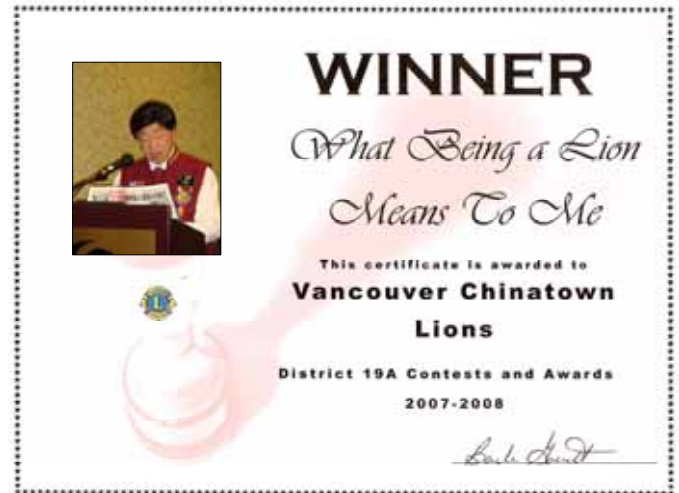 WINNER
What Being a Lion
Means To Me
This certificate is awarded to
Vancouver Chinatown
Lions
District 19A Contests and Awards
2007-2008